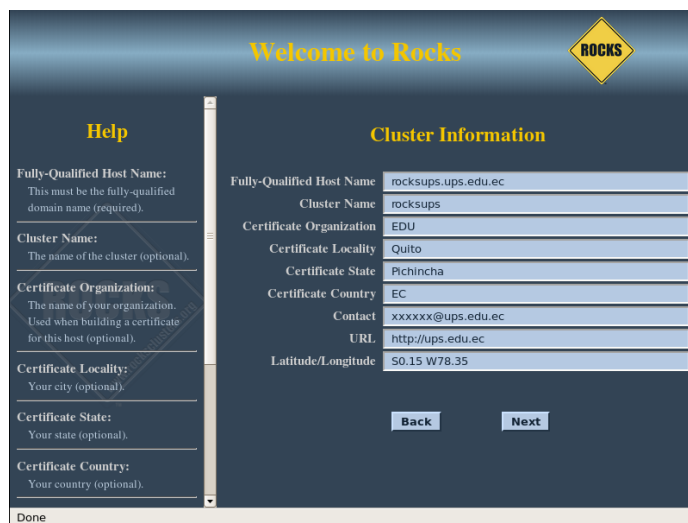 Welcome to Rocks
ROCKS
Help
Fully-Qualified Host Name:
This must be the fully-qualified
domain name (required).
Cluster Name:
The name of the cluster (optional).
Certificate Organization:
The name of your organization.
Used when building a certificate
for this host (optional).
Certificate Locality:
Your city (optional).
Certificate State:
Your state (optional).
Certificate Country:
Your country (optional).
Cluster Information
Fully-Qualified Host Name rocksups.ups.edu.ec
Cluster Name rocksups
Certificate Organization EDU
Certificate Locality Quito
Certificate State Pichincha
Certificate Country EC
Contact xxxxxx@ups.edu.ec
URL http://ups.edu.ec
Latitude/Longitude S0.15 W78.35
Back Next
Done